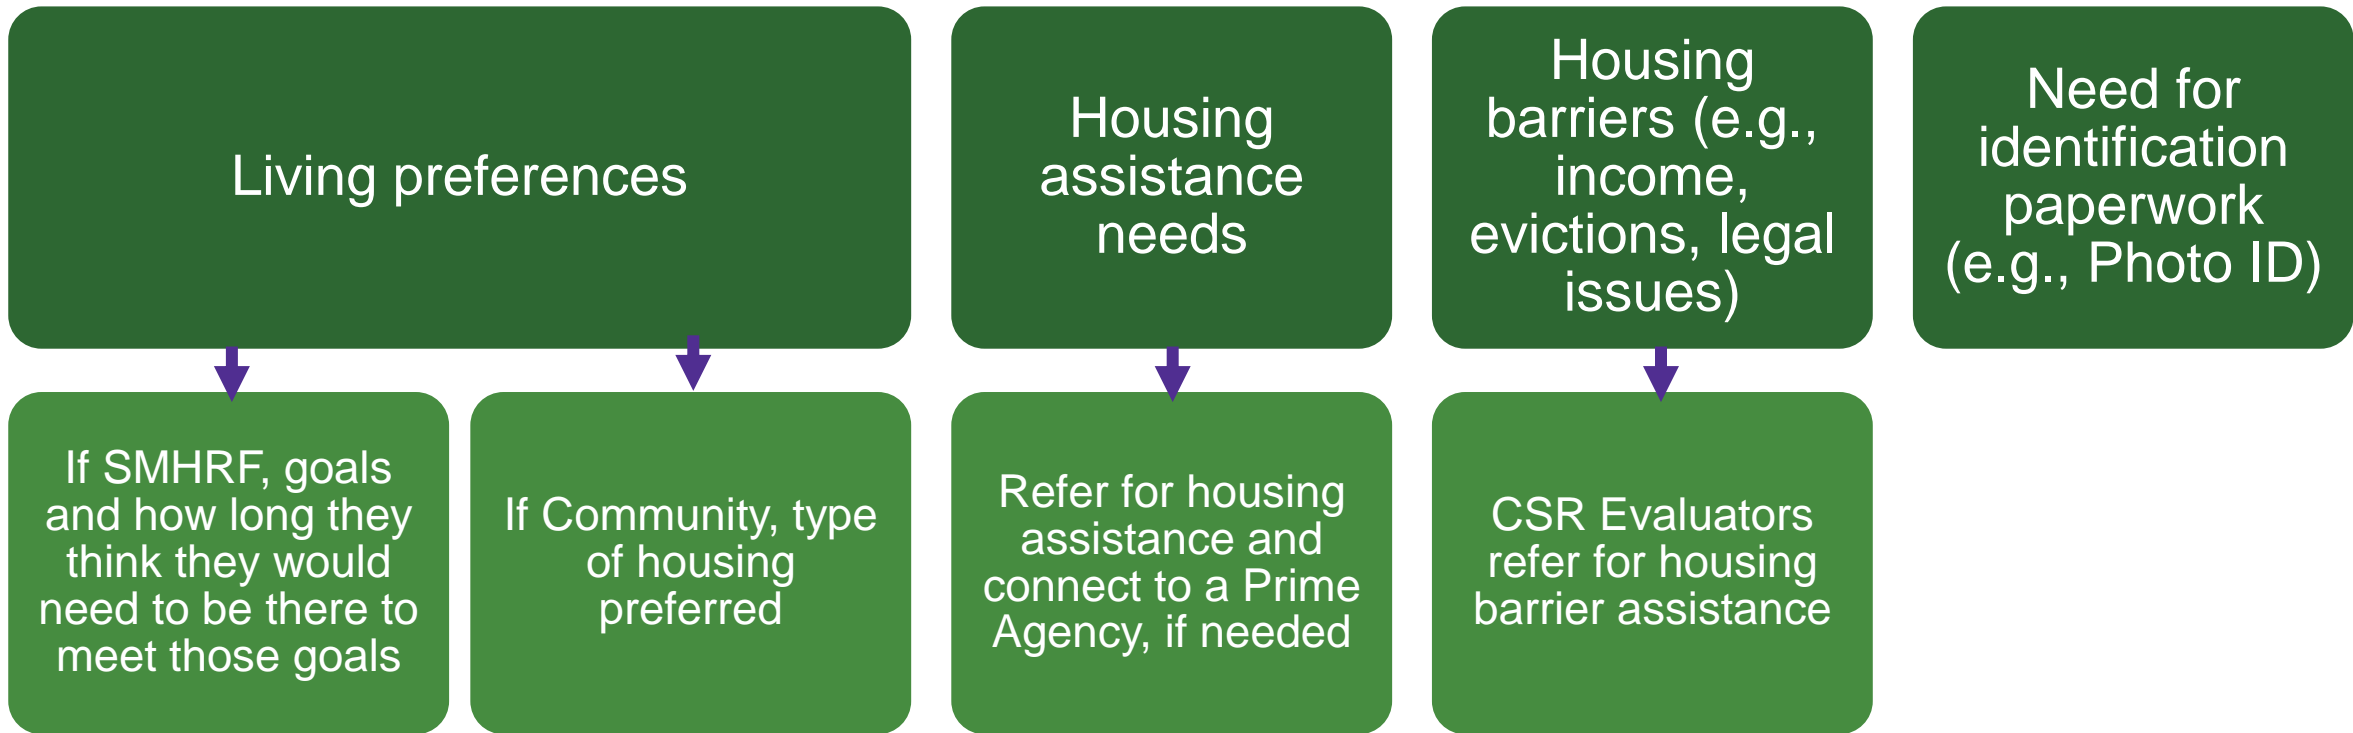 Living preferences
Housing
assistance
needs
Housing
barriers (e.g.,
income,
evictions, legal
issues)
Need for
identification
paperwork
(e.g., Photo ID)
If SMHRF, goals
and how long they
think they would
need to be there to
meet those goals
If Community, type
of housing
preferred
Refer for housing
assistance and
connect to a Prime
Agency, if needed
CSR Evaluators
refer for housing
barrier assistance